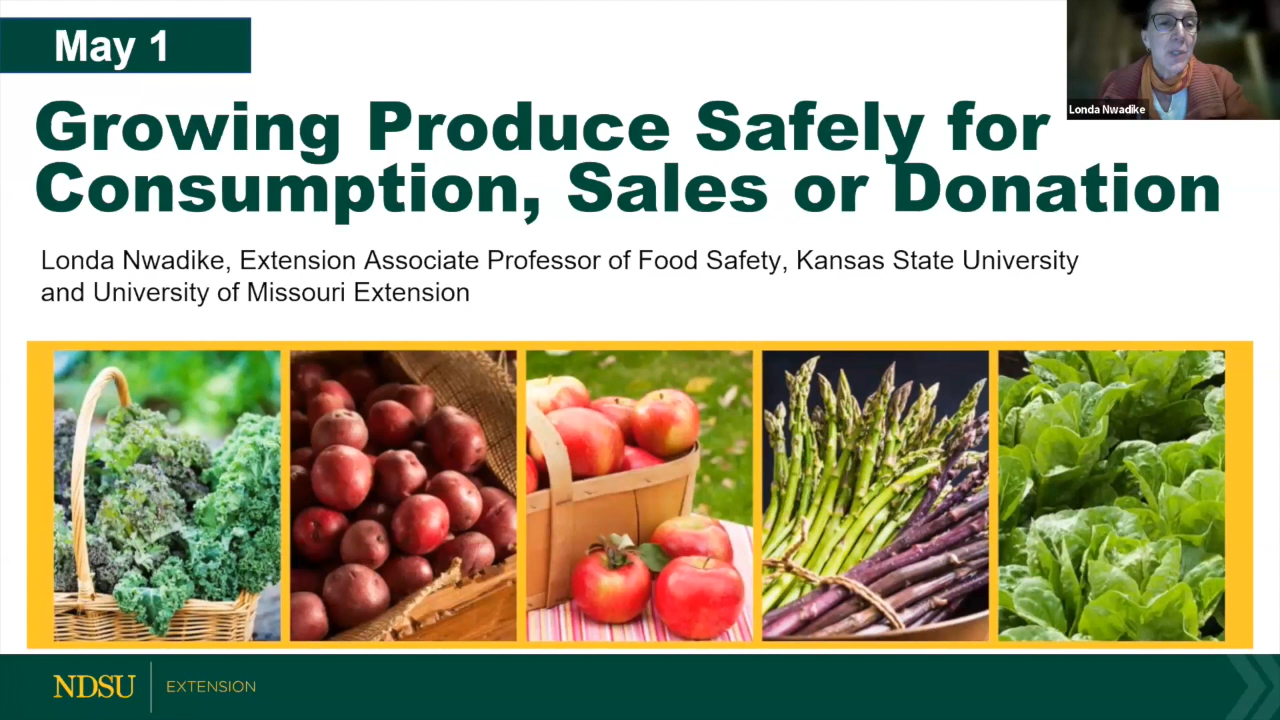 May 1
Londa Nwadike
Growing Produce Safely for
Consumption, Sales or Donation
Londa Nwadike, Extension Associate Professor of Food Safety, Kansas State University
and University of Missouri Extension
NDSU
EXTENSION